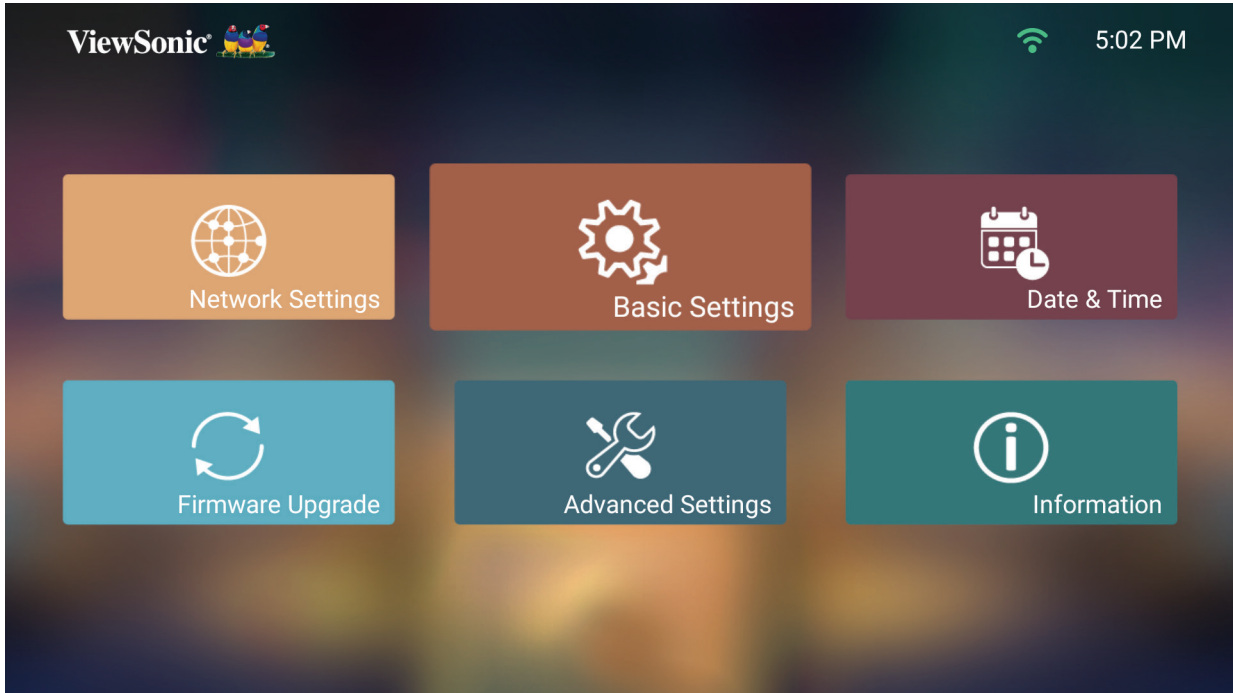 ViewSonic®
5:02 PM
Network Settings
Basic Settings
Date & Time
Firmware Upgrade
Advanced Settings
Information